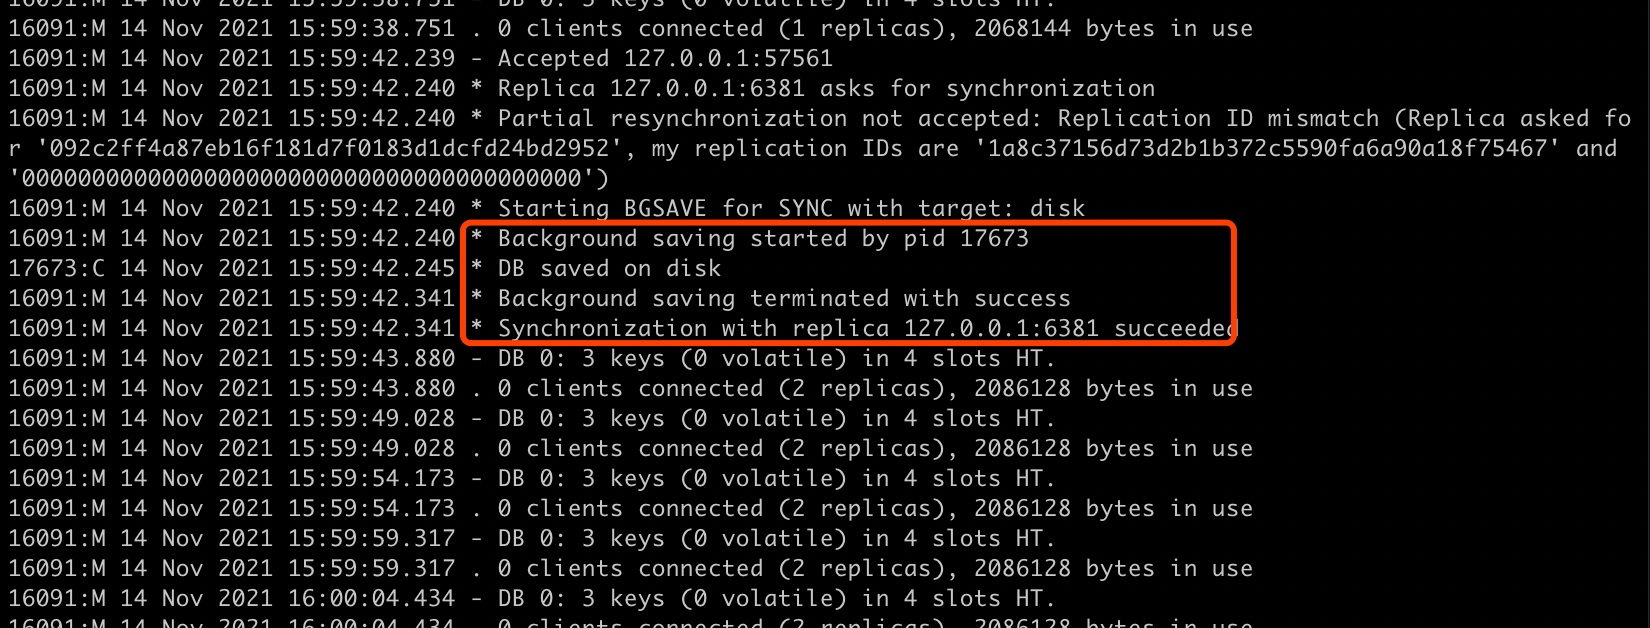 16091:M 14 Nov 2021 15:59:38.751 - DB 0: 3 keys (0 volatile) in 4 slots HT.
16091:M 14 Nov 2021 15:59:38.751 . 0 clients connected (1 replicas), 2068144 bytes in use
16091:M 14 Nov 2021 15:59:42.239 - Accepted 127.0.0.1:57561
16091:M 14 Nov 2021 15:59:42.240 * Replica 127.0.0.1:6381 asks for synchronization
16091:M 14 Nov 2021 15:59:42.240 * Partial resynchronization not accepted: Replication ID mismatch (Replica asked fo
r '092c2ff4a87eb16f181d7f0183d1dcfd24bd2952', my replication IDs are '1a8c37156d73d2b1b372c5590fa6a90a18f75467' and
'0000000000000000000000000000000000000000')
16091:M 14 Nov 2021 15:59:42.240 * Starting BGSAVE for SYNC with target: disk
16091:M 14 Nov 2021 15:59:42.240 * Background saving started by pid 17673
17673:C 14 Nov 2021 15:59:42.245 * DB saved on disk
16091:M 14 Nov 2021 15:59:42.341 * Background saving terminated with success
16091:M 14 Nov 2021 15:59:42.341 * Synchronization with replica 127.0.0.1:6381 succeeded
16091:M 14 Nov 2021 15:59:43.880 - DB 0: 3 keys (0 volatile) in 4 slots HT.
16091:M 14 Nov 2021 15:59:43.880 . 0 clients connected (2 replicas), 2086128 bytes in use
16091:M 14 Nov 2021 15:59:49.028 - DB 0: 3 keys (0 volatile) in 4 slots HT.
16091:M 14 Nov 2021 15:59:49.028 . 0 clients connected (2 replicas), 2086128 bytes in use
16091:M 14 Nov 2021 15:59:54.173 - DB 0: 3 keys (0 volatile) in 4 slots HT.
16091:M 14 Nov 2021 15:59:54.173 . 0 clients connected (2 replicas), 2086128 bytes in use
16091:M 14 Nov 2021 15:59:59.317 - DB 0: 3 keys (0 volatile) in 4 slots HT.
16091:M 14 Nov 2021 15:59:59.317 . 0 clients connected (2 replicas), 2086128 bytes in use
16091:M 14 Nov 2021 16:00:04.434 - DB 0: 3 keys (0 volatile) in 4 slots HT.
16091:M 14 Nov 2021 16:00:04.434 . 0 clients connected (2 replicas), 2086128 bytes in use